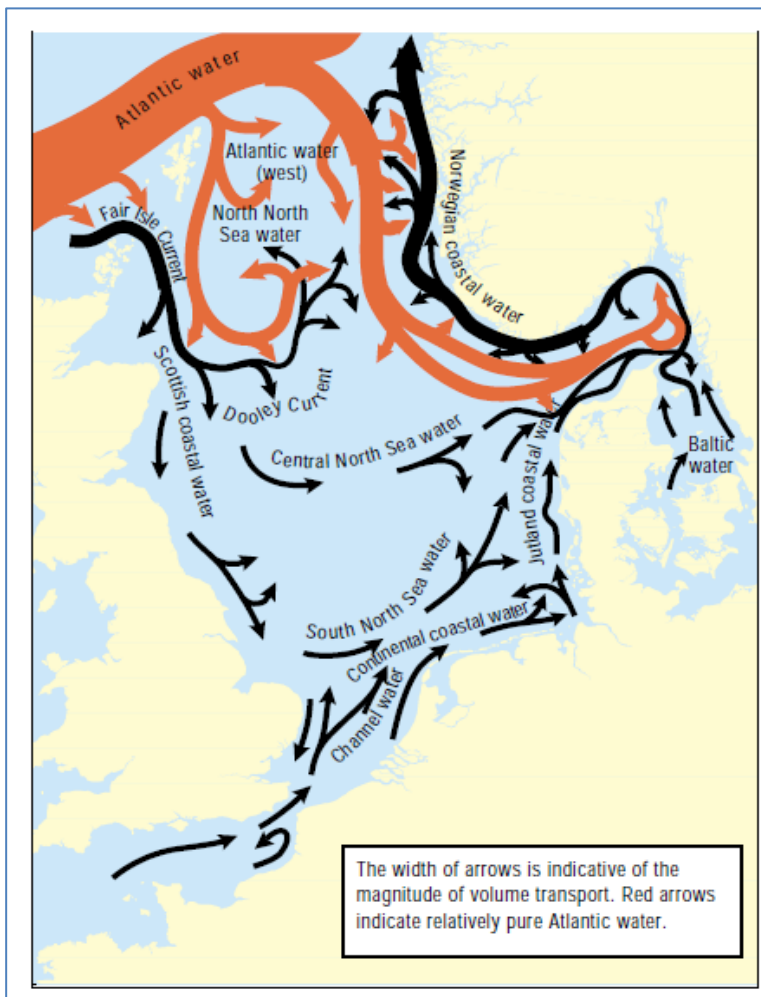 Atlantic water
Atlantic water
(west)
North North
Sea water
Fair Isle Current
Norwegian coastal water
Scottish coastal water
Dooley Current
Central North Sea water
Jutland coastal water
Baltic
water
South North Sea water
Continental coastal water
Channel water
The width of arrows is indicative of the
magnitude of volume transport. Red arrows
indicate relatively pure Atlantic water.